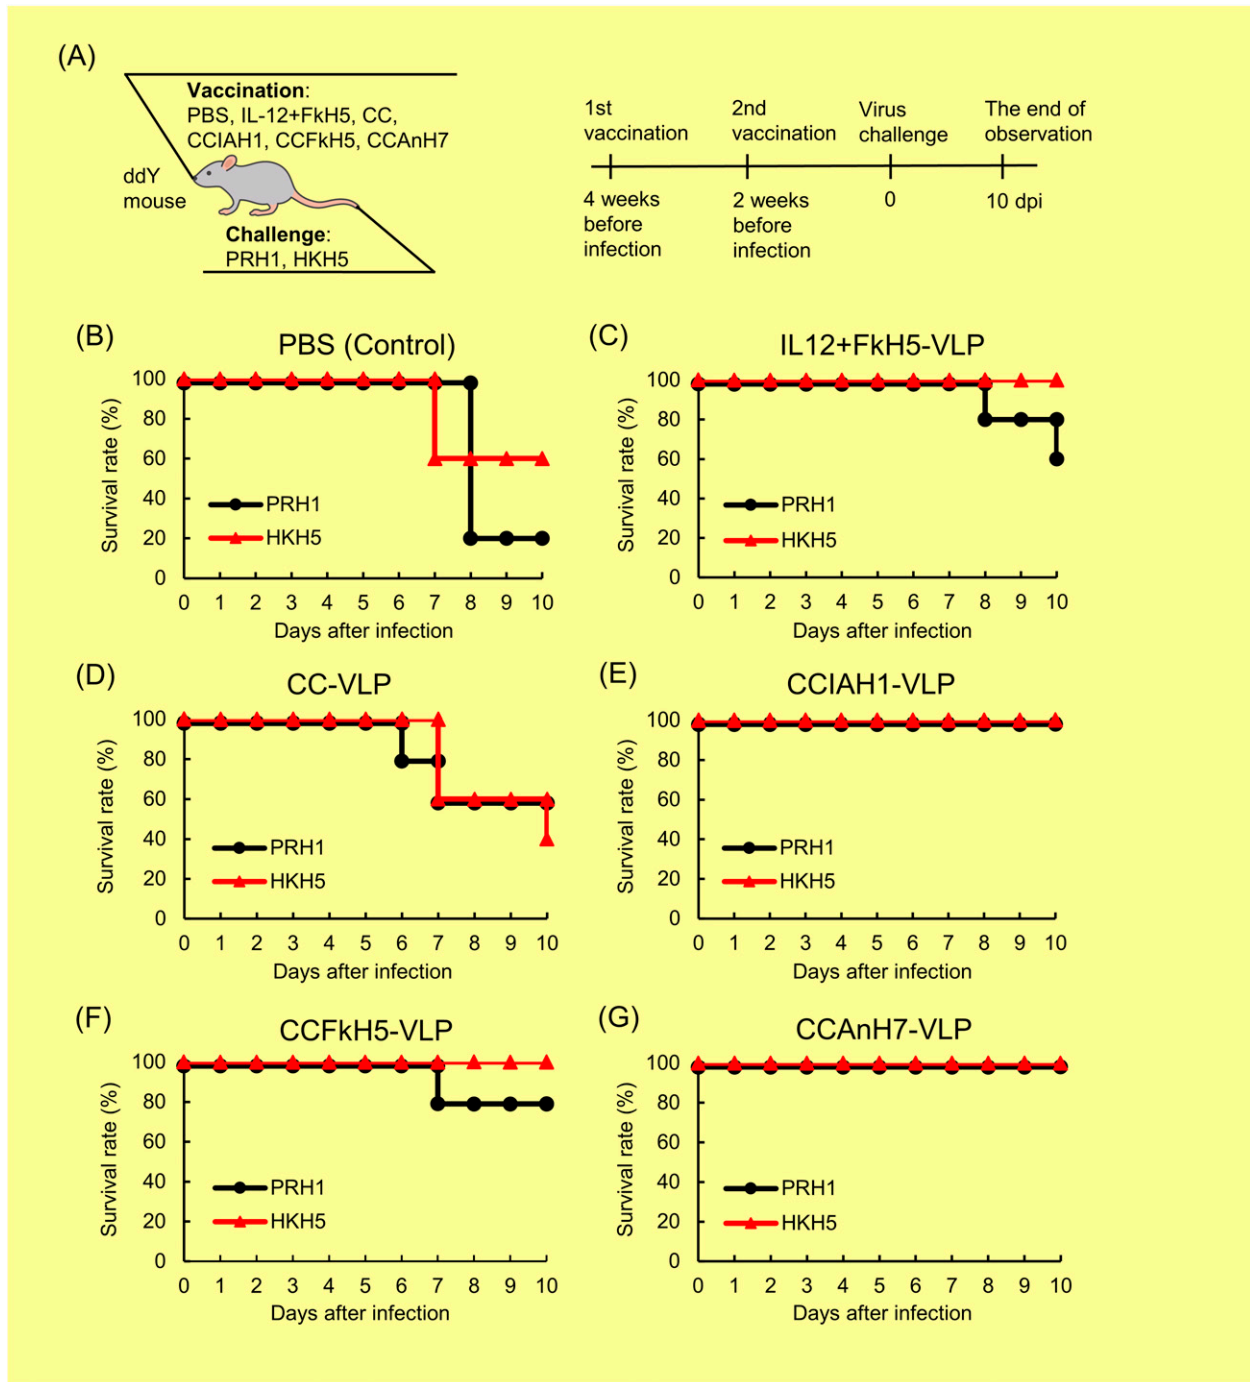 (A)
Vaccination:
PBS, IL-12+FkH5, CC,
CCIAH1, CCFkH5, CCAnH7
ddY
mouse
Challenge:
PRH1, HKH5
1st
vaccination
2nd
vaccination
Virus
challenge
The end of
observation
4 weeks
before
infection
2 weeks
before
infection
0
10 dpi
(B)
PBS (Control)
Survival rate (%)
100
80
60
40
20
0
PRH1
HKH5
0 1 2 3 4 5 6 7 8 9 10
Days after infection
(C)
IL12+FkH5-VLP
Survival rate (%)
100
80
60
40
20
0
PRH1
HKH5
0 1 2 3 4 5 6 7 8 9 10
Days after infection
(D)
CC-VLP
Survival rate (%)
100
80
60
40
20
0
PRH1
HKH5
0 1 2 3 4 5 6 7 8 9 10
Days after infection
(E)
CCIAH1-VLP
Survival rate (%)
100
80
60
40
20
0
PRH1
HKH5
0 1 2 3 4 5 6 7 8 9 10
Days after infection
(F)
CCFkH5-VLP
Survival rate (%)
100
80
60
40
20
0
PRH1
HKH5
0 1 2 3 4 5 6 7 8 9 10
Days after infection
(G)
CCAnH7-VLP
Survival rate (%)
100
80
60
40
20
0
PRH1
HKH5
0 1 2 3 4 5 6 7 8 9 10
Days after infection